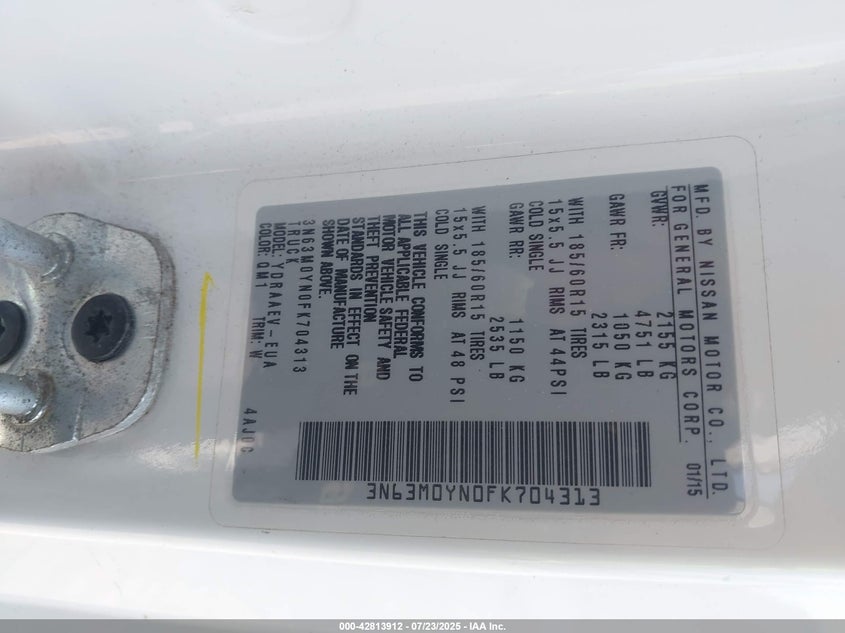 MFD. BY NISSAN MOTOR CO., LTD.
FOR GENERAL MOTORS CORP. 01/15
GVWR: 2155 KG
4751 LB
GAWR FR: 1050 KG
2315 LB
WITH 185/60R15 TIRES
15x5.5 JJ RIMS AT 44PSI
COLD SINGLE
GAWR RR: 1150 KG
2535 LB
WITH 185/60R15 TIRES
15x5.5 JJ RIMS AT 48 PSI
COLD SINGLE
THIS VEHICLE CONFORMS TO
ALL APPLICABLE FEDERAL
MOTOR VEHICLE SAFETY AND
THEFT PREVENTION
STANDARDS IN EFFECT ON THE
DATE OF MANUFACTURE
SHOWN ABOVE.
3N63M0YN0FK704313
TRUCK
MODEL: YDRAAEV-EUA
COLOR: QM1 TRIM: W
4AJ0C
3N63M0YN0FK704313
000-42813912 - 07/23/2025 - IAA Inc.